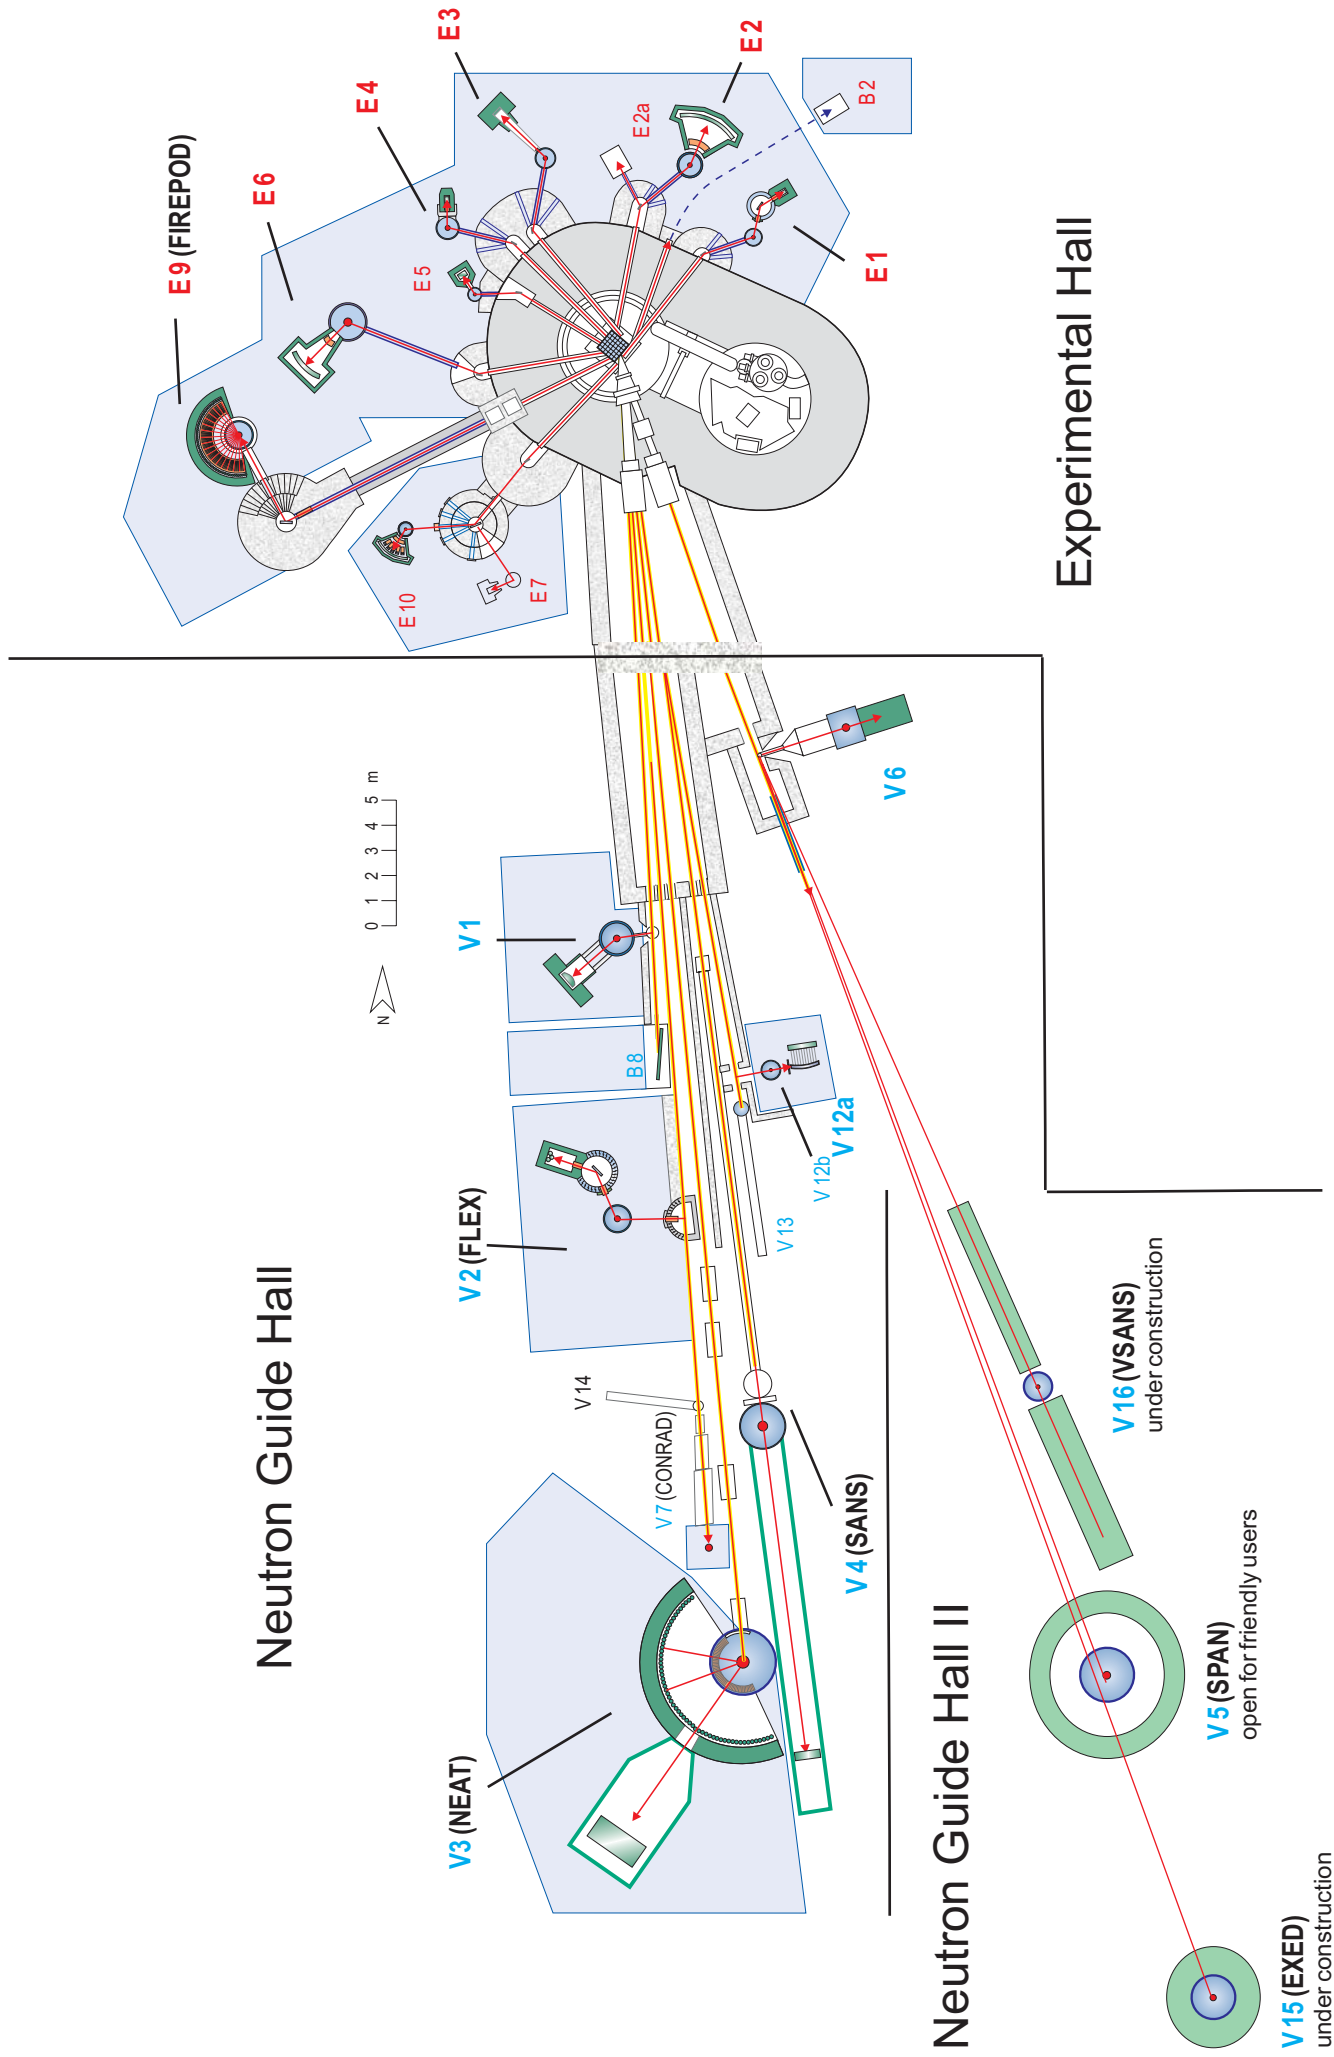 Neutron Guide Hall
V3 (NEAT)
V7 (CONRAD)
V14
V2 (FLEX)
B8
V1
N
0 1 2 3 4 5 m
V4 (SANS)
V13
V12b
V12a
V6
Neutron Guide Hall II
V15 (EXED)
under construction
V5 (SPAN)
open for friendly users
V16 (VSANS)
under construction
Experimental Hall
E9 (FIREPOD)
E6
E4
E3
E5
E2a
E2
B2
E1
E10
E7